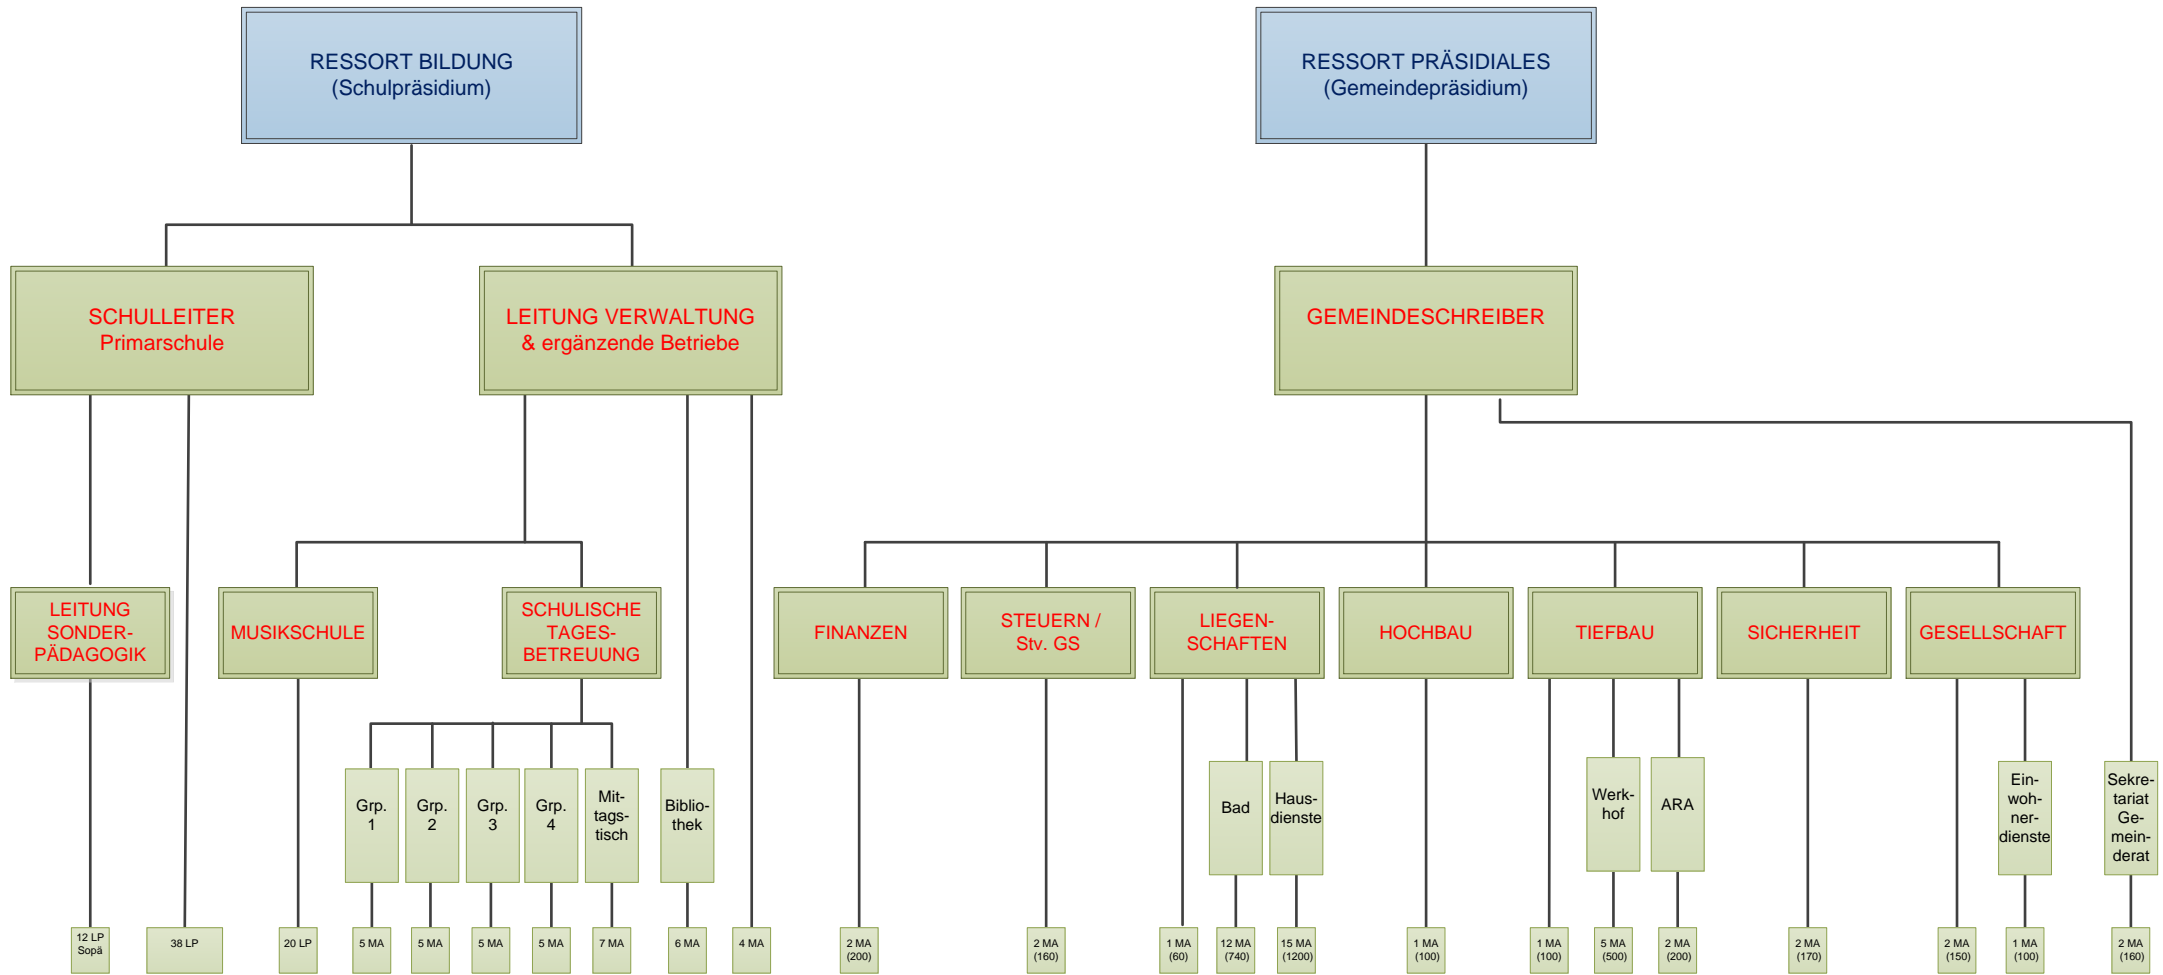 RESSORT BILDUNG
(Schulpräsidium)
RESSORT PRÄSIDIALES
(Gemeindepräsidium)
SCHULLEITER
Primarschule
LEITUNG VERWALTUNG
& ergänzende Betriebe
GEMEINDESCHREIBER
LEITUNG
SONDER-
PÄDAGOGIK
MUSIKSCHULE
SCHULISCHE
TAGES-
BETREUUNG
FINANZEN
STEUERN /
Stv. GS
LIEGEN-
SCHAFTEN
HOCHBAU
TIEFBAU
SICHERHEIT
GESELLSCHAFT
Grp.
1
Grp.
2
Grp.
3
Grp.
4
Mit-
tags-
tisch
Biblio-
thek
Bad
Haus-
dienste
Werk-
hof
ARA
Ein-
woh-
ner-
dienste
Sekre-
tariat
Ge-
mein-
derat
12 LP
Sopä
38 LP
20 LP
5 MA
5 MA
5 MA
5 MA
7 MA
6 MA
4 MA
2 MA
(200)
2 MA
(160)
1 MA
(60)
12 MA
(740)
15 MA
(1200)
1 MA
(100)
1 MA
(100)
5 MA
(500)
2 MA
(200)
2 MA
(170)
2 MA
(150)
1 MA
(100)
2 MA
(160)